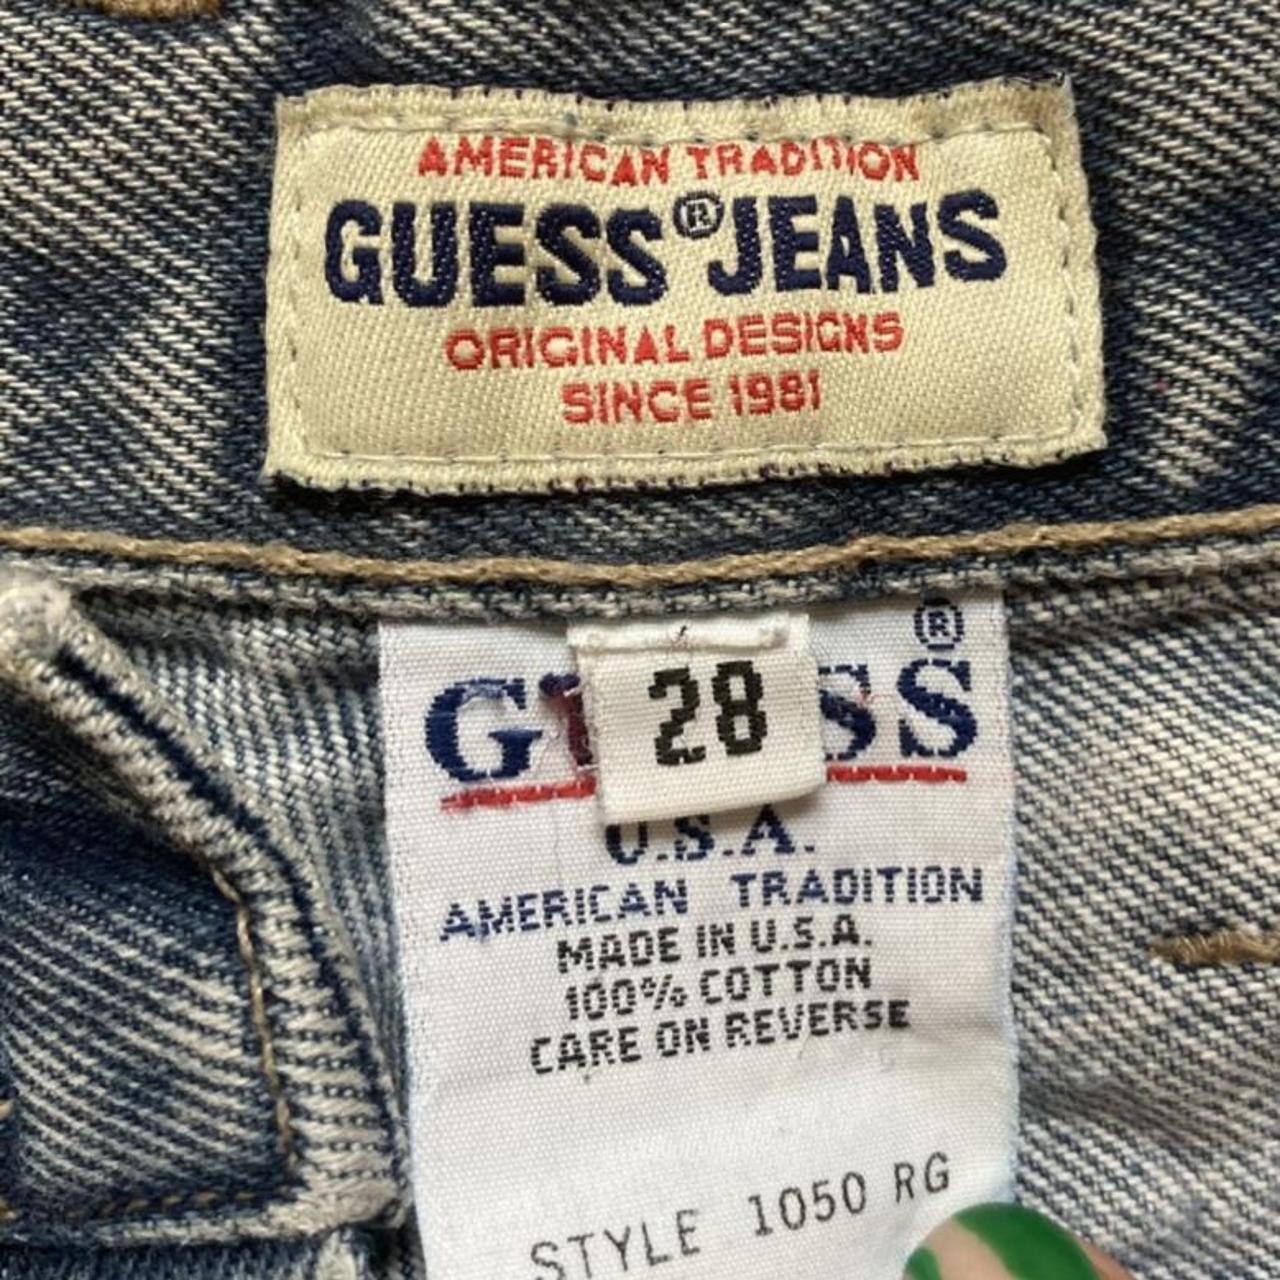 AMERICAN TRADITION
GUESS® JEANS
ORIGINAL DESIGNS
SINCE 1981
GUESS®
28
U.S.A.
AMERICAN TRADITION
MADE IN U.S.A.
100% COTTON
CARE ON REVERSE
STYLE 1050 RG